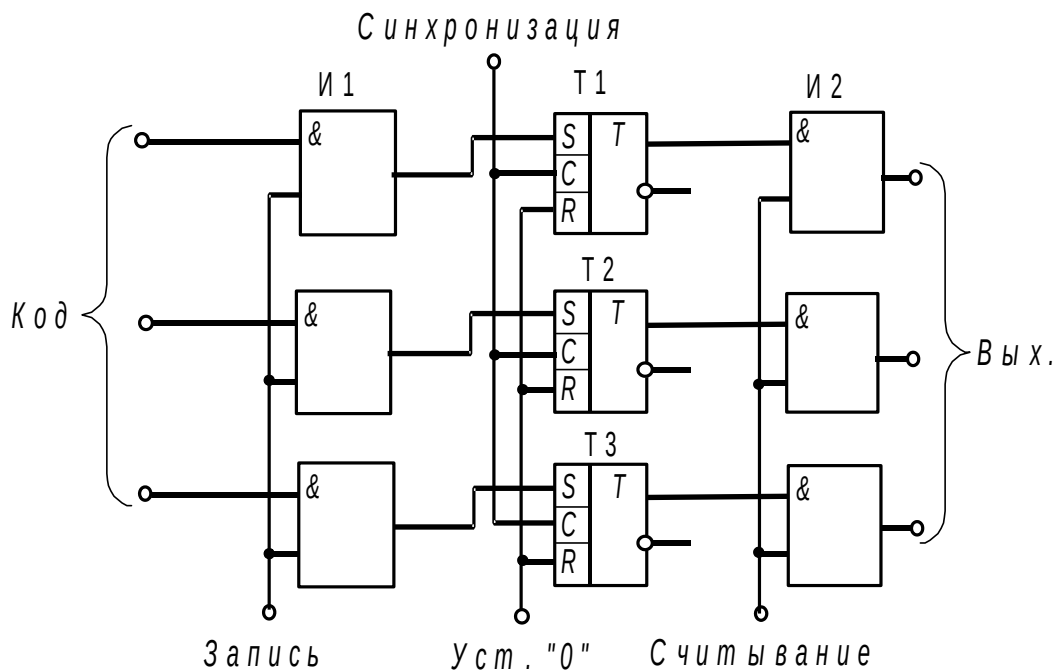 Синхронизация
И1
Т1
И2
&
S
T
&
C
R
Т2
Код
&
S
T
&
C
R
Вых.
Т3
&
S
T
&
C
R
Запись
Уст."0"
Считывание